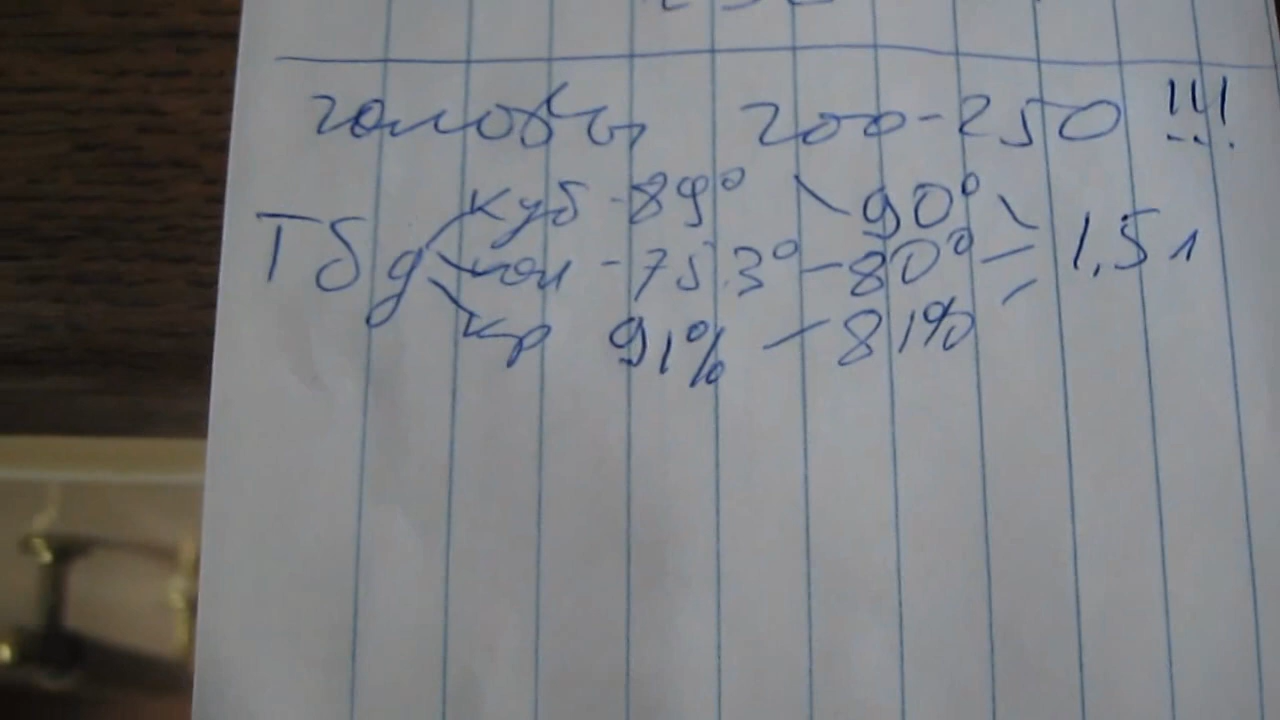 головы 200-250 !!!
куб - 89° \ 90° \
Тбд кол - 75.3° - 80° - 1,5 л
кр 91% - 81% /